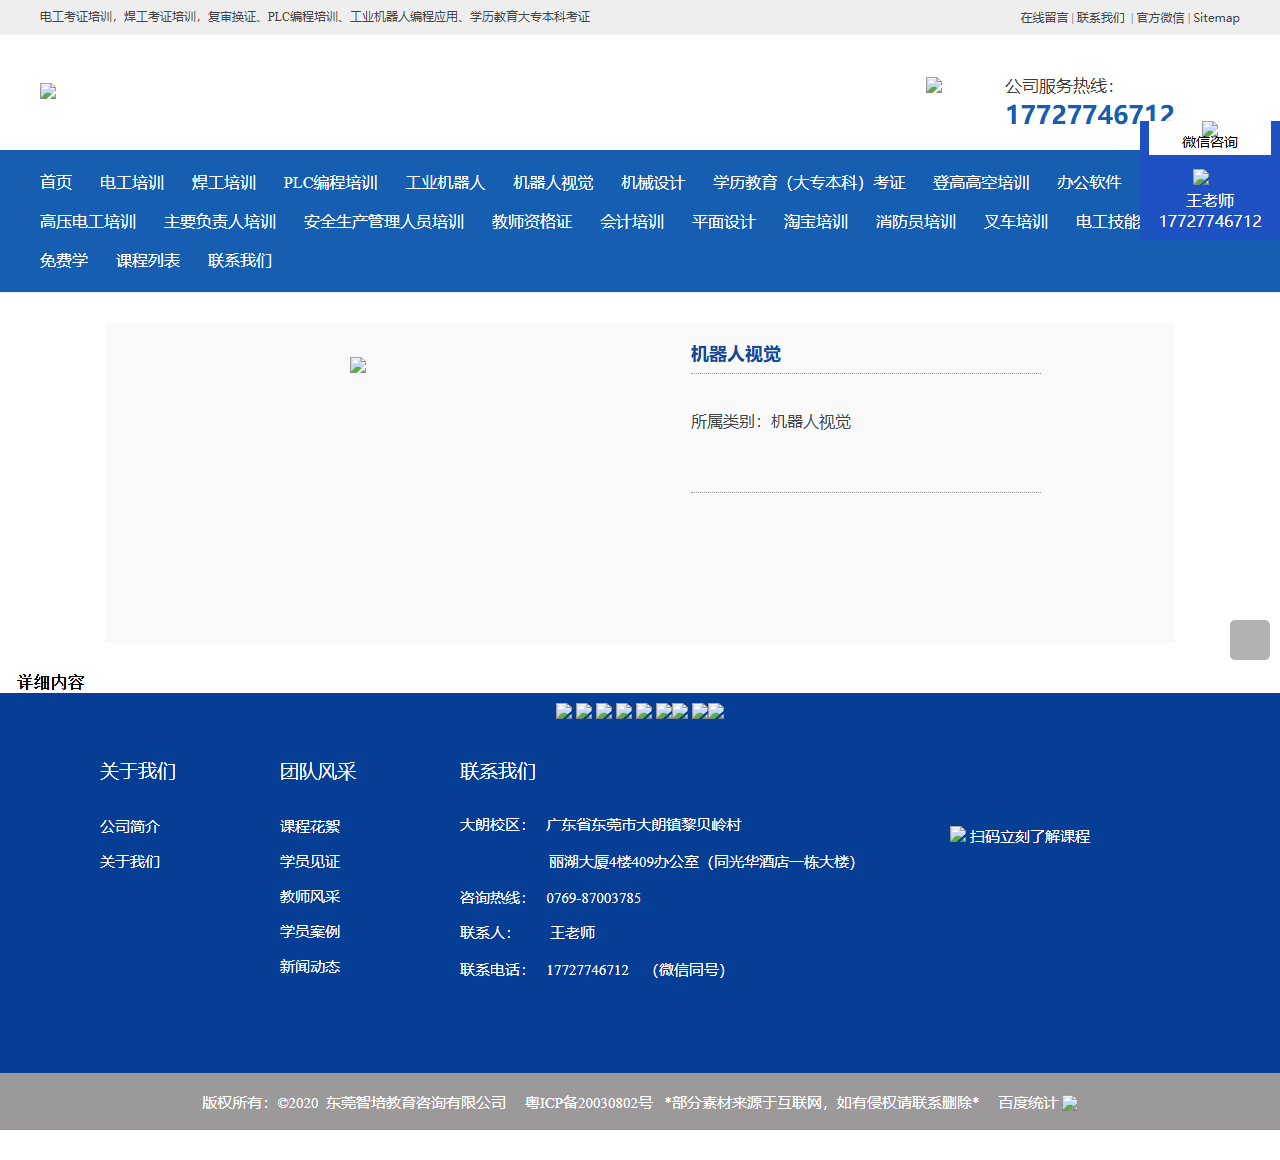 电工考证培训，焊工考证培训，复审换证、PLC编程培训、工业机器人编程应用、学历教育大专本科考证
在线留言 | 联系我们 | 官方微信 | Sitemap
公司服务热线：
17727746712
微信咨询
王老师
17727746712
首页 电工培训 焊工培训 PLC编程培训 工业机器人 机器人视觉 机械设计 学历教育（大专本科）考证 登高高空培训 办公软件
高压电工培训 主要负责人培训 安全生产管理人员培训 教师资格证 会计培训 平面设计 淘宝培训 消防员培训 叉车培训 电工技能
免费学 课程列表 联系我们
机器人视觉
所属类别：机器人视觉
详细内容
关于我们 团队风采 联系我们
公司简介 课程花絮 大朗校区： 广东省东莞市大朗镇黎贝岭村
扫码立刻了解课程
关于我们 学员见证 丽湖大厦4楼409办公室（同光华酒店一栋大楼）
教师风采 咨询热线： 0769-87003785
学员案例 联系人： 王老师
新闻动态 联系电话： 17727746712 （微信同号）
版权所有：©2020 东莞智培教育咨询有限公司 粤ICP备20030802号 *部分素材来源于互联网，如有侵权请联系删除* 百度统计